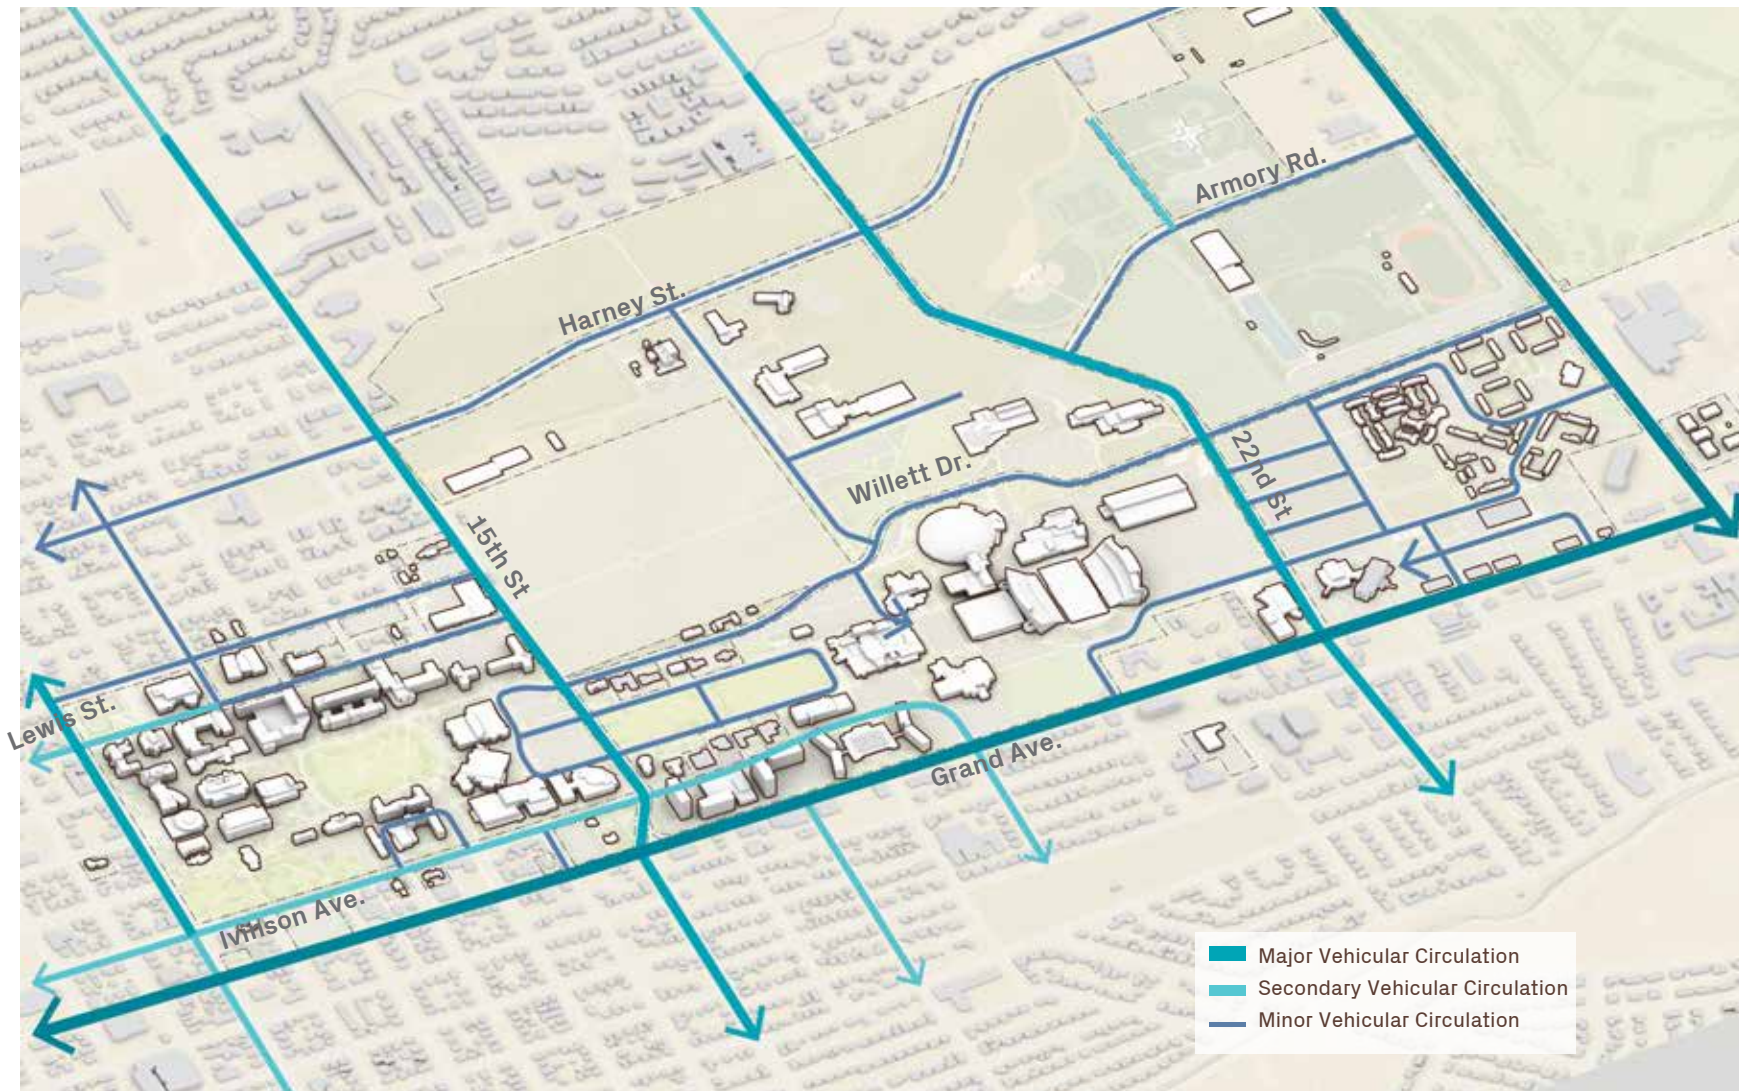 Armory Rd.
Harney St.
22nd St
Willett Dr.
15th St
Lewis St.
Grand Ave.
Ivinson Ave.
Major Vehicular Circulation
Secondary Vehicular Circulation
Minor Vehicular Circulation